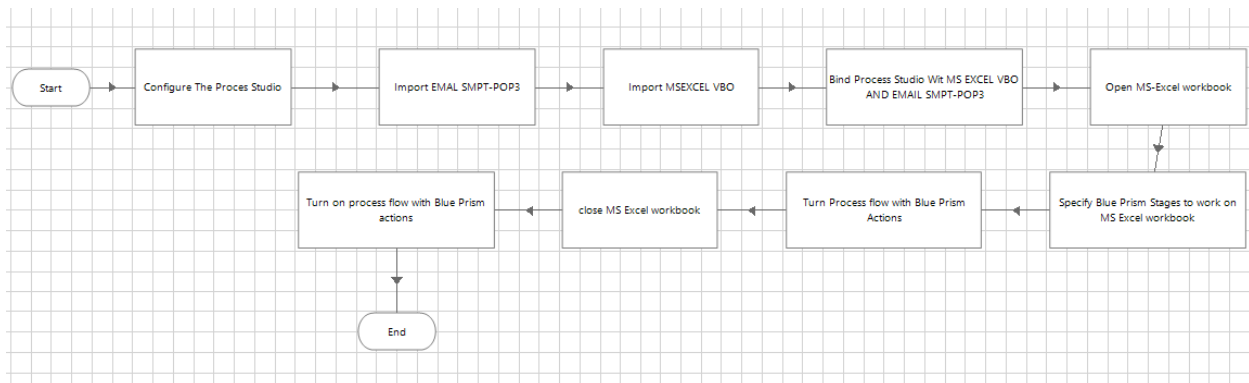 Start
Configure The Proces Studio
Import EMAL SMPT-POP3
Import MSEXCEL VBO
Bind Process Studio Wit MS EXCEL VBO
AND EMAIL SMPT-POP3
Open MS-Excel workbook
Specify Blue Prism Stages to work on
MS Excel workbook
Turn Process flow with Blue Prism
Actions
close MS Excel workbook
Turn on process flow with Blue Prism
actions
End